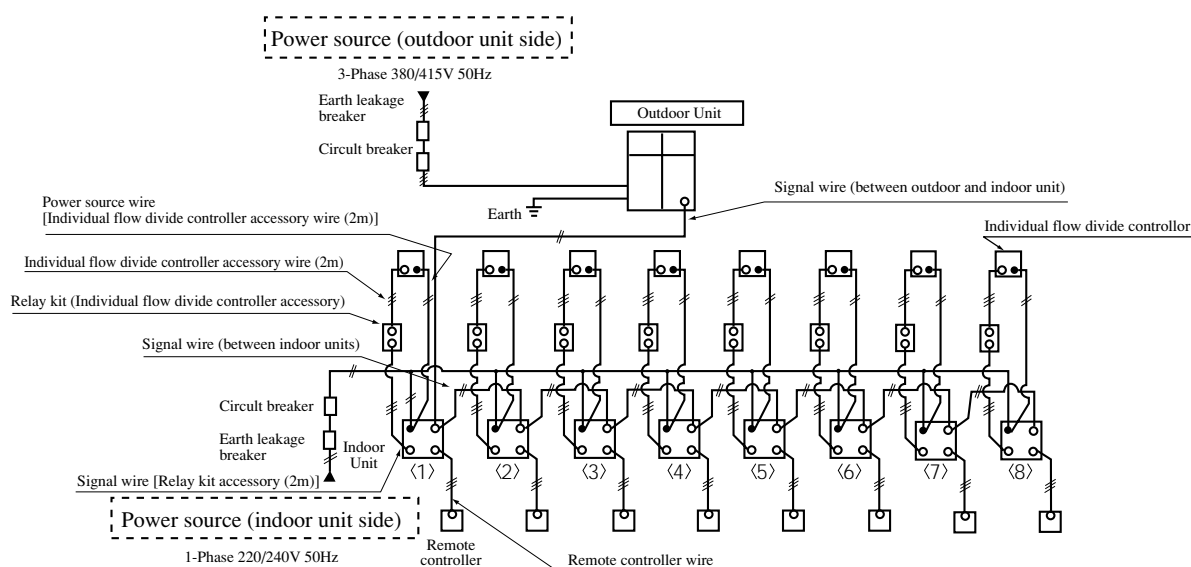 Power source (outdoor unit side)
3-Phase 380/415V 50Hz
Earth leakage
breaker
Circult breaker
Outdoor Unit
Earth
Signal wire (between outdoor and indoor unit)
Power source wire
[Individual flow divide controller accessory wire (2m)]
Individual flow divide controllor
Individual flow divide controller accessory wire (2m)
Relay kit (Individual flow divide controller accessory)
Signal wire (between indoor units)
Circult breaker
Earth leakage
breaker
Indoor
Unit
Signal wire [Relay kit accessory (2m)]
〈1〉 〈2〉 〈3〉 〈4〉 〈5〉 〈6〉 〈7〉 〈8〉
Power source (indoor unit side)
1-Phase 220/240V 50Hz
Remote
controller
Remote controller wire